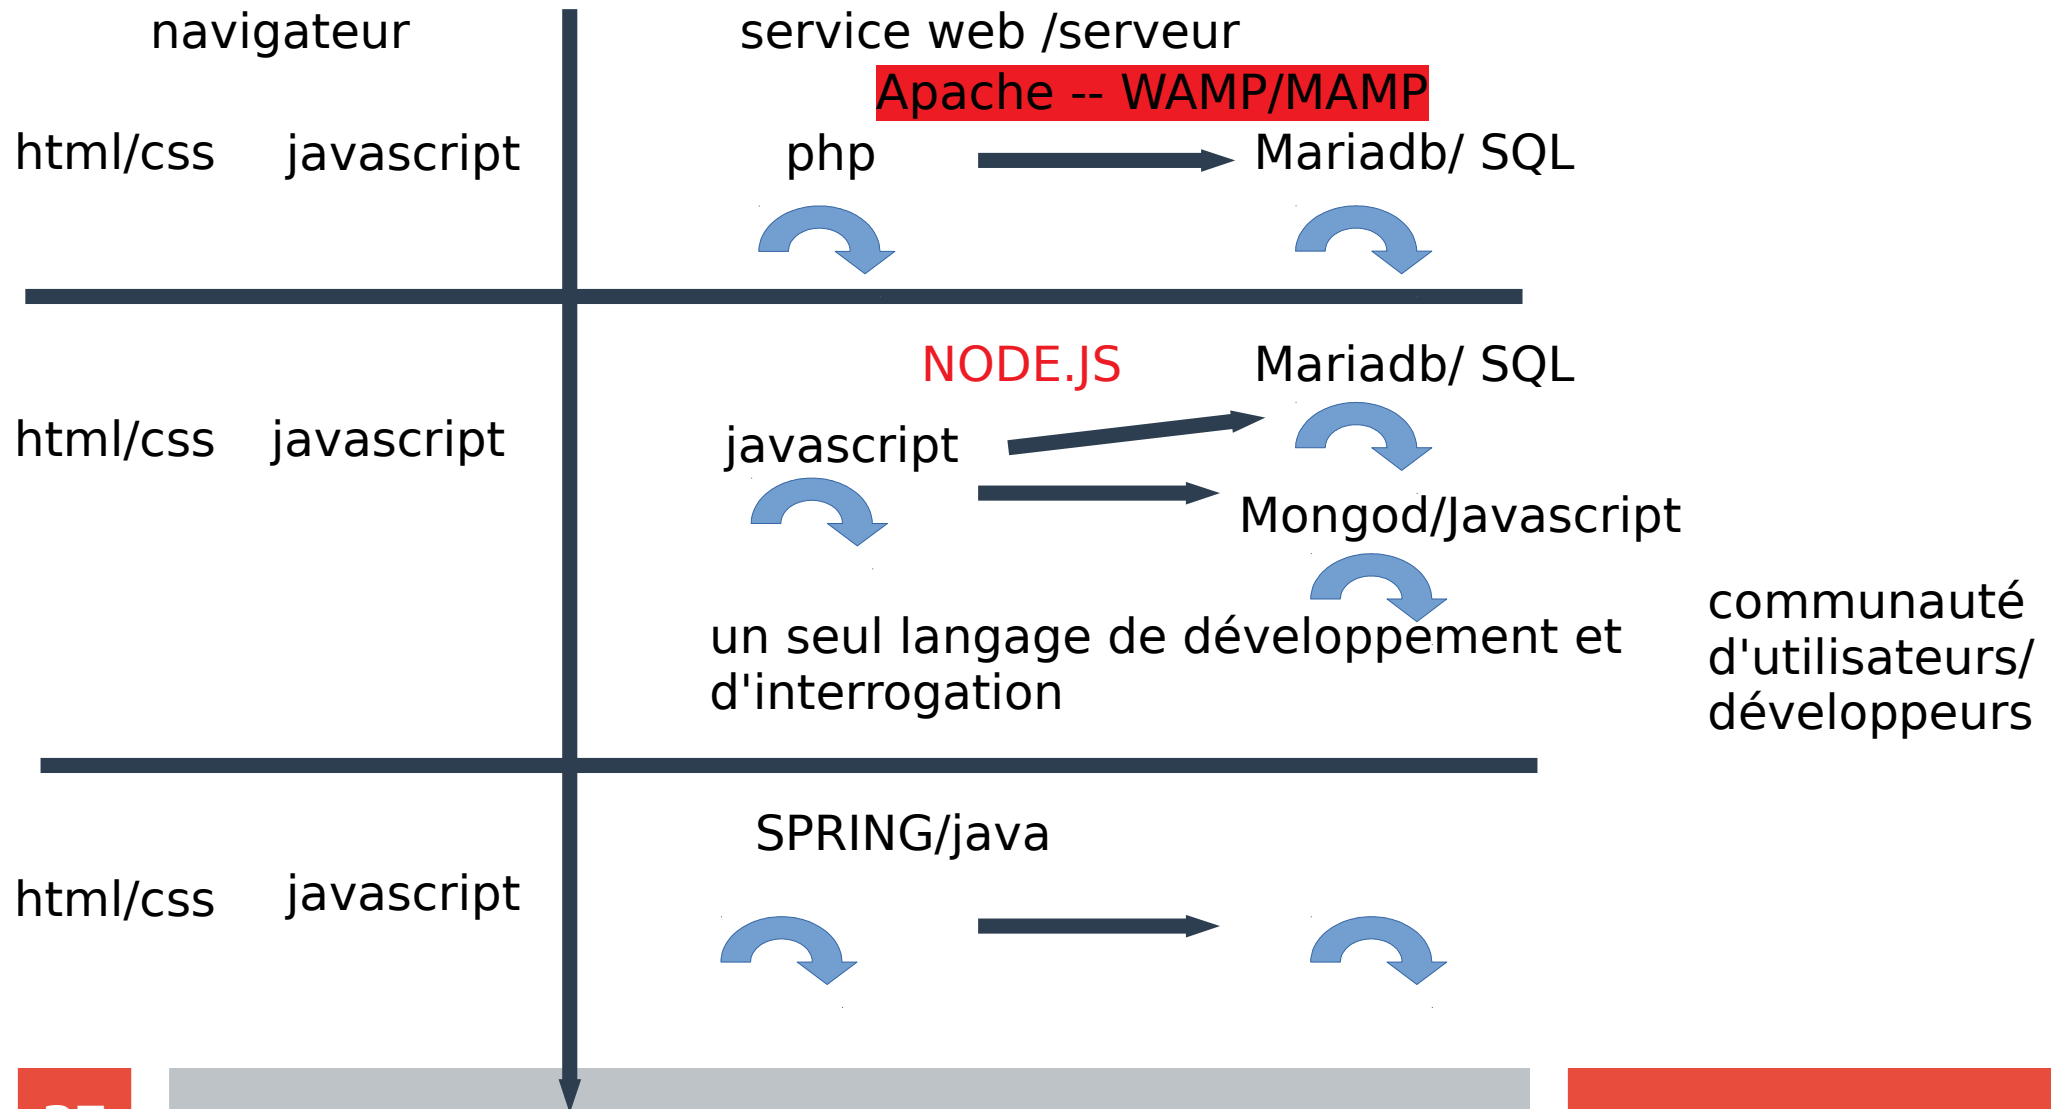 navigateur
service web /serveur
Apache -- WAMP/MAMP
html/css
javascript
php
Mariadb/ SQL
NODE.JS
Mariadb/ SQL
html/css
javascript
javascript
Mongod/Javascript
un seul langage de développement et
d'interrogation
communauté
d'utilisateurs/
développeurs
SPRING/java
html/css
javascript